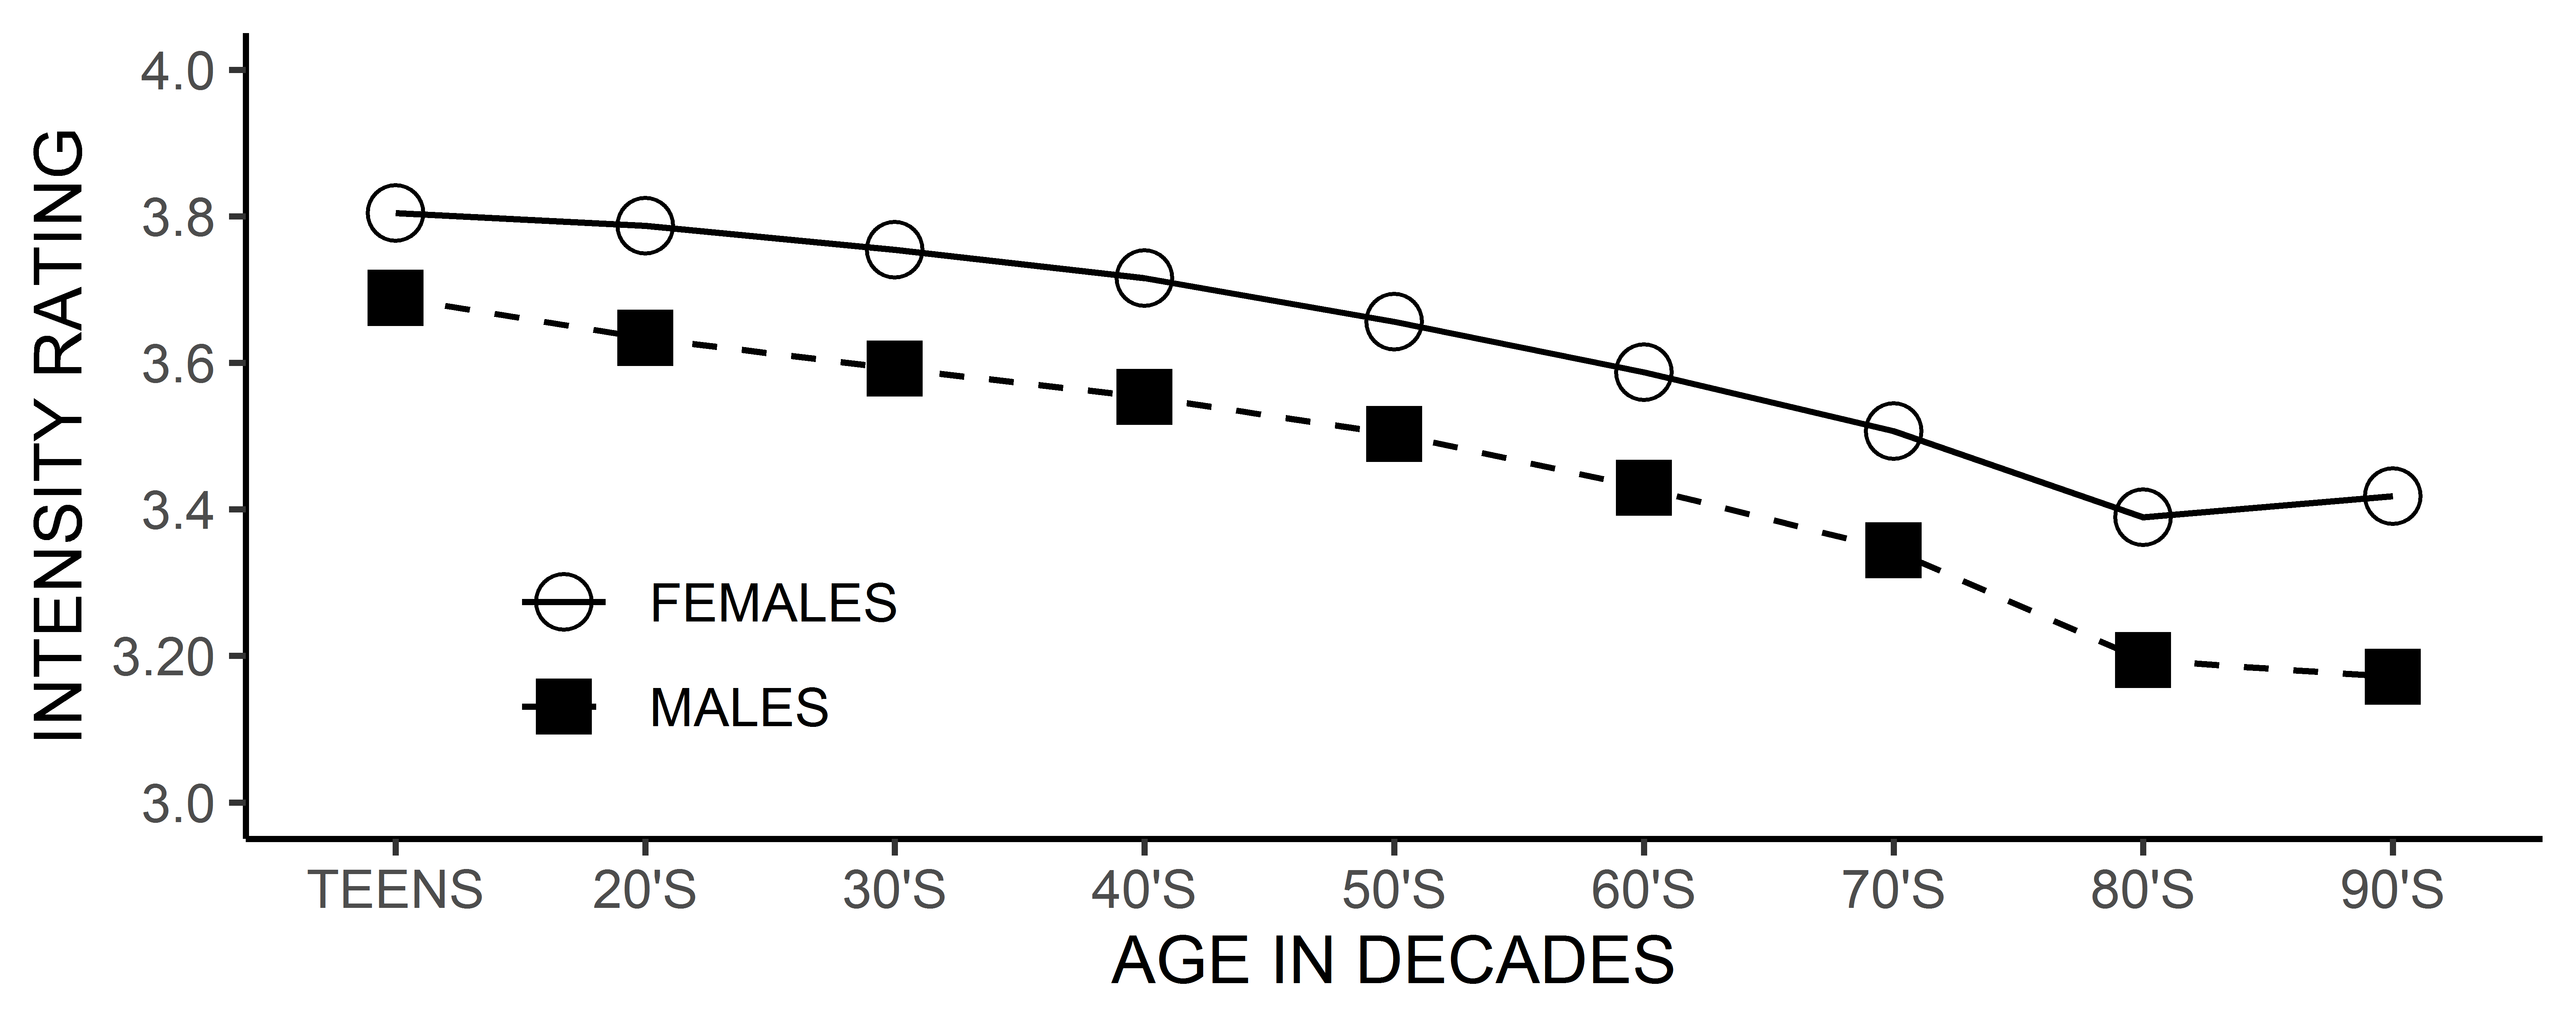 INTENSITY RATING
4.0
3.8
3.6
3.4
3.20
3.0
FEMALES
MALES
TEENS 20'S 30'S 40'S 50'S 60'S 70'S 80'S 90'S
AGE IN DECADES